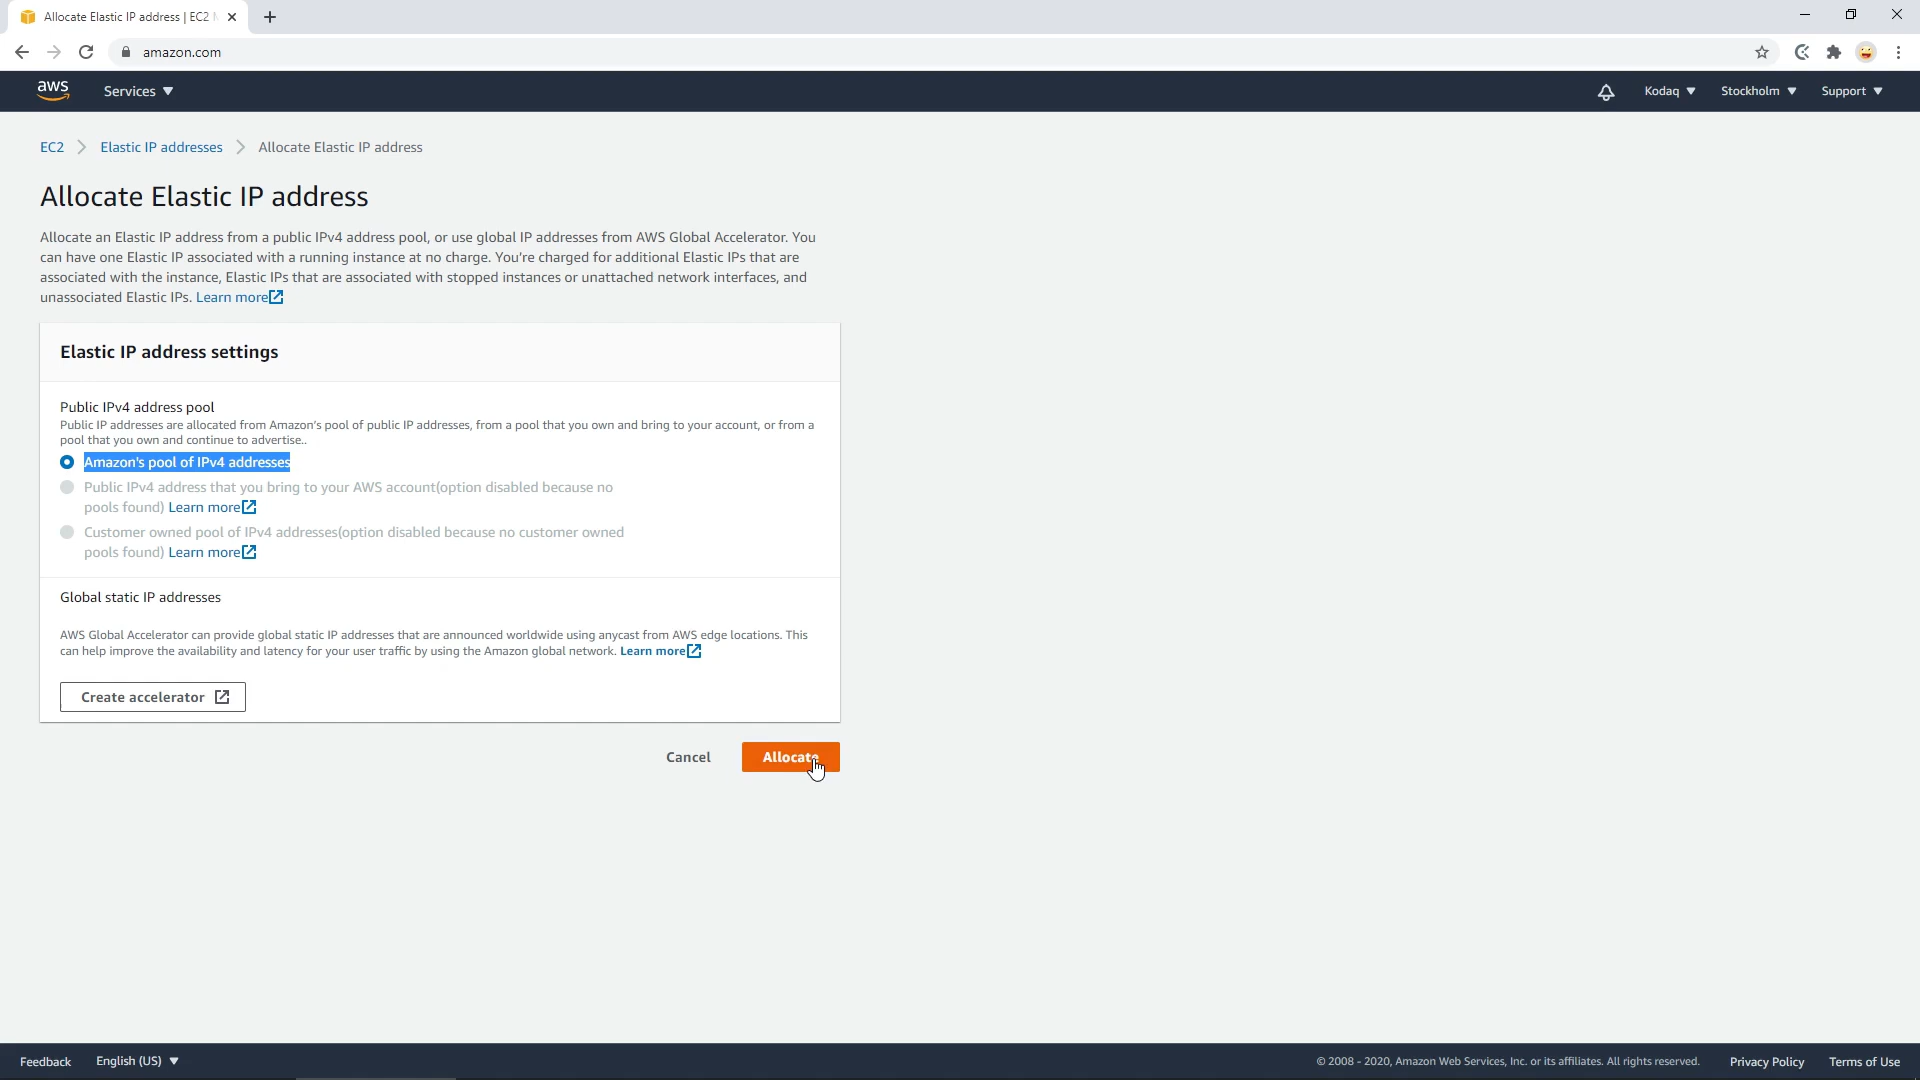 Allocate Elastic IP address | EC2
amazon.com
aws
Services
Kodaq
Stockholm
Support
EC2
Elastic IP addresses
Allocate Elastic IP address
Allocate Elastic IP address
Allocate an Elastic IP address from a public IPv4 address pool, or use global IP addresses from AWS Global Accelerator. You
can have one Elastic IP associated with a running instance at no charge. You're charged for additional Elastic IPs that are
associated with the instance, Elastic IPs that are associated with stopped instances or unattached network interfaces, and
unassociated Elastic IPs. Learn more
Elastic IP address settings
Public IPv4 address pool
Public IP addresses are allocated from Amazon's pool of public IP addresses, from a pool that you own and bring to your account, or from a
pool that you own and continue to advertise..
Amazon's pool of IPv4 addresses
Public IPv4 address that you bring to your AWS account(option disabled because no
pools found) Learn more
Customer owned pool of IPv4 addresses(option disabled because no customer owned
pools found) Learn more
Global static IP addresses
AWS Global Accelerator can provide global static IP addresses that are announced worldwide using anycast from AWS edge locations. This
can help improve the availability and latency for your user traffic by using the Amazon global network. Learn more
Create accelerator
Cancel
Allocate
Feedback
English (US)
© 2008 - 2020, Amazon Web Services, Inc. or its affiliates. All rights reserved.
Privacy Policy
Terms of Use